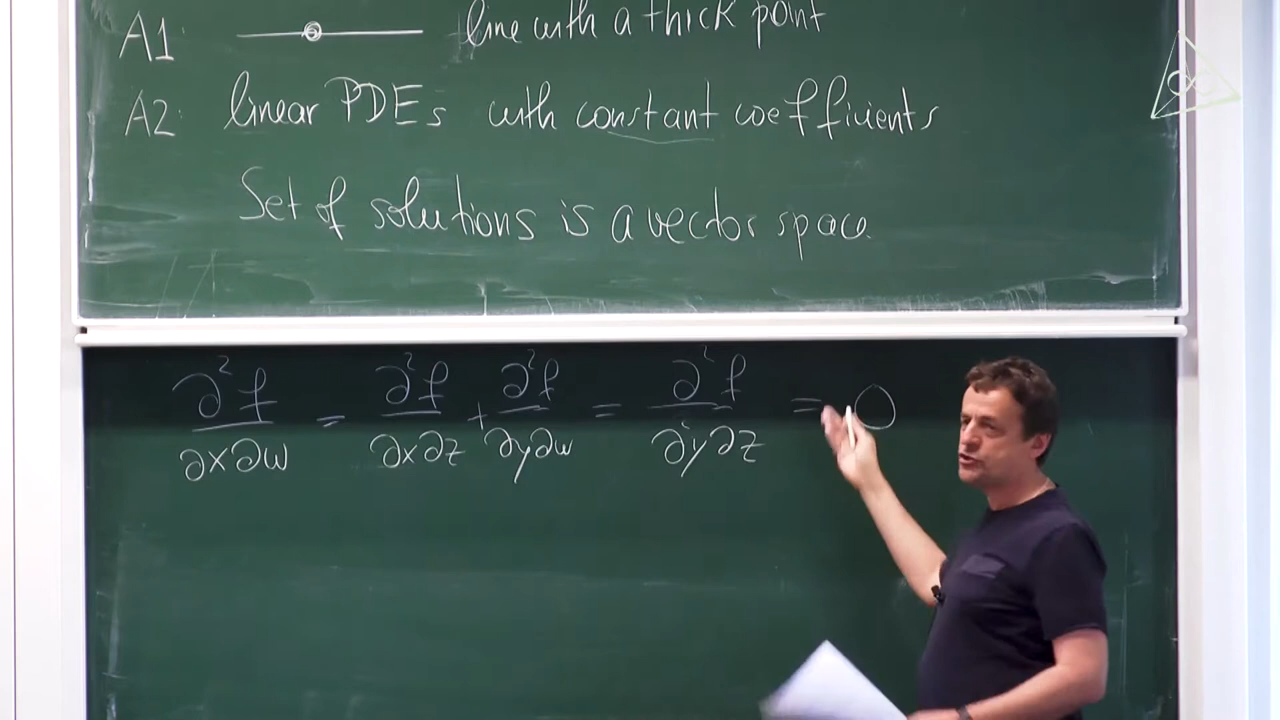 A1: line with a thick point
A2: linear PDEs with constant coefficients
Set of solutions is a vector space.
∂²f/∂x∂w = ∂²f/∂x∂z + ∂²f/∂y∂w = ∂²f/∂y∂z = 0